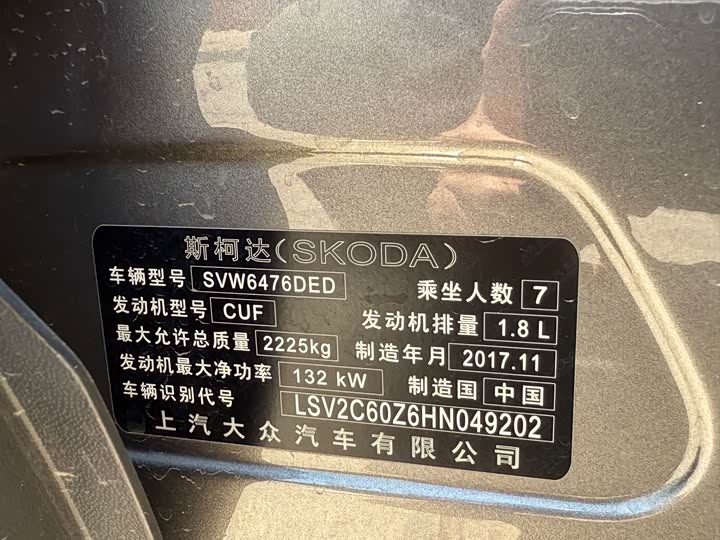 斯柯达(SKODA)
车辆型号 SVW6476DED 乘坐人数 7
发动机型号 CUF 发动机排量 1.8 L
最大允许总质量 2225kg 制造年月 2017.11
发动机最大净功率 132 kW 制造国 中国
车辆识别代号 LSV2C60Z6HN049202
上汽大众汽车有限公司